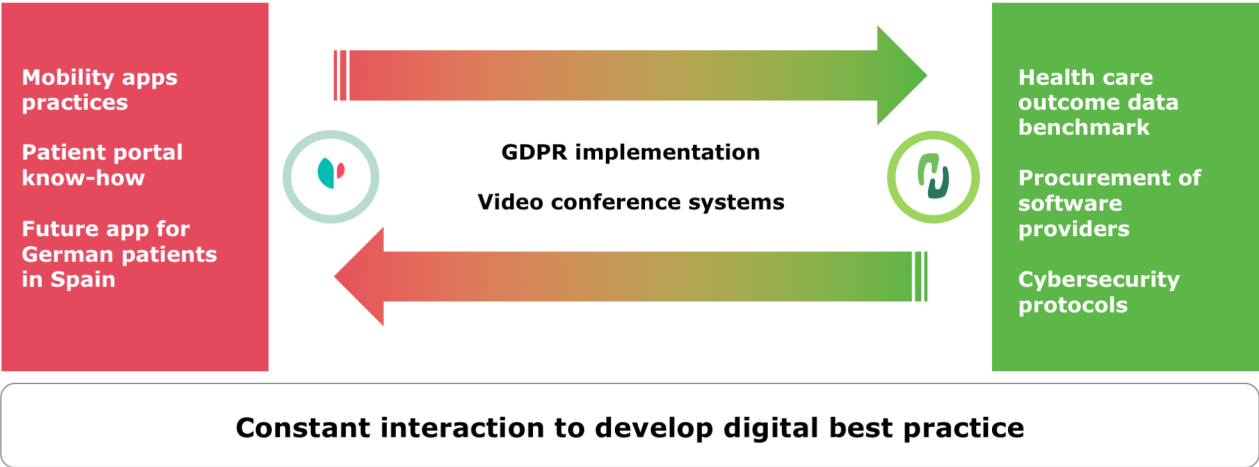 Mobility apps
practices
Patient portal
know-how
Future app for
German patients
in Spain
GDPR implementation
Video conference systems
Health care
outcome data
benchmark
Procurement of
software
providers
Cybersecurity
protocols
Constant interaction to develop digital best practice